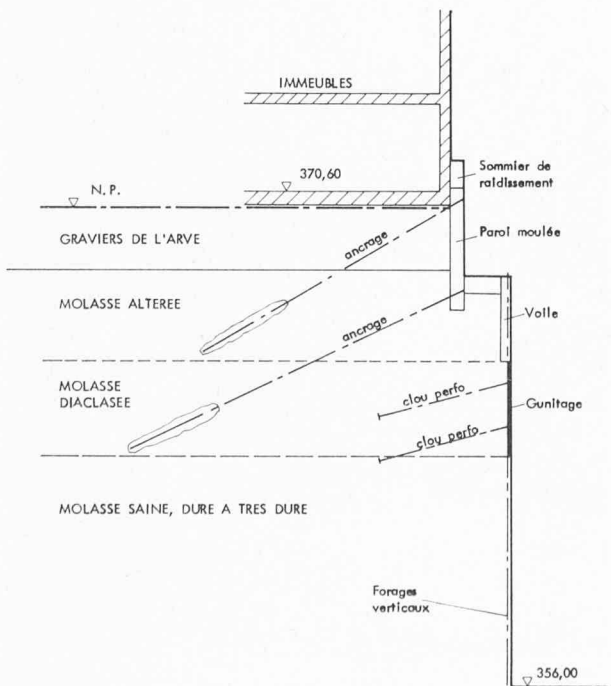 IMMEUBLES
370,60
Sommier de
raidissement
N.P.
Paroi moulée
GRAVIERS DE L'ARVE
ancrage
MOLASSE ALTEREE
ancrage
Voile
MOLASSE
DIACLASEE
clou perfo
Gunitage
clou perfo
MOLASSE SAINE, DURE A TRES DURE
Forages
verticaux
356,00